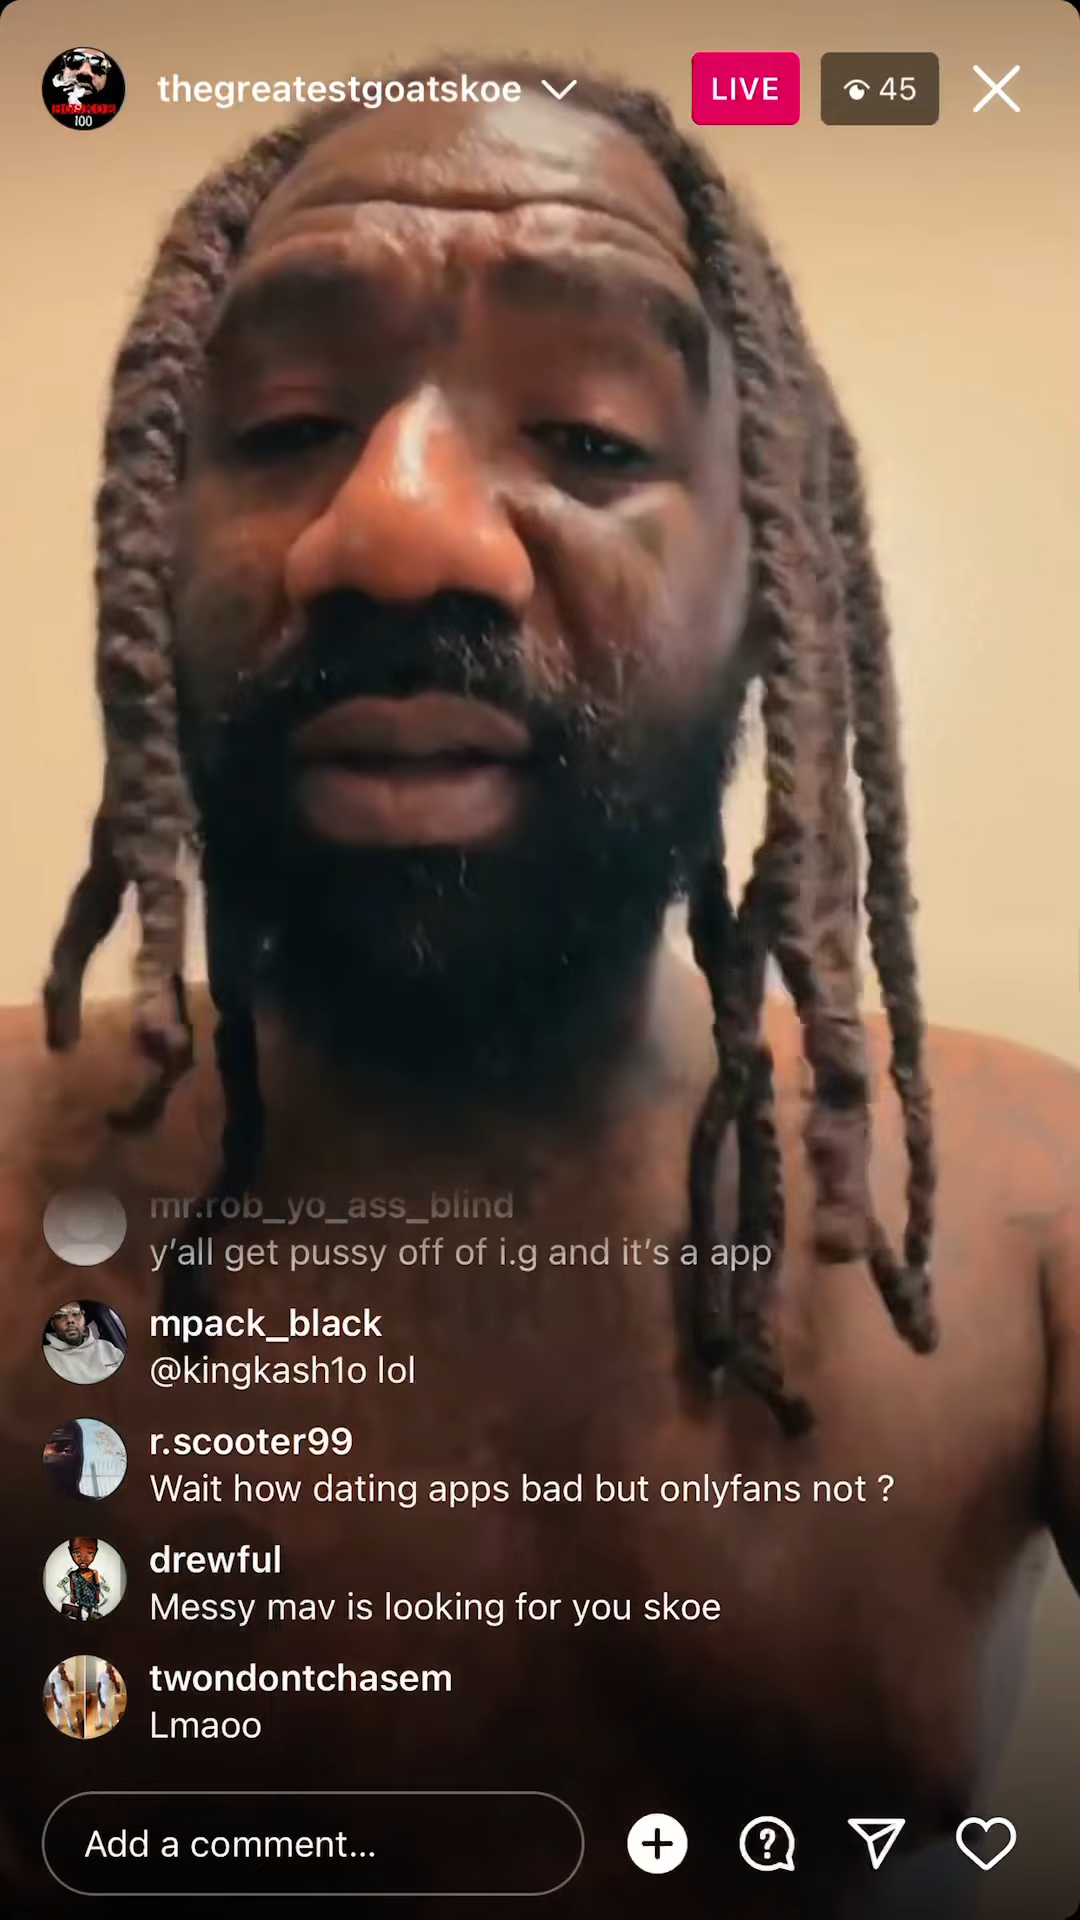 thegreatestgoatskoe
LIVE
45
100
mr.rob_yo_ass_blind
y’all get pussy off of i.g and it’s a app
mpack_black
@kingkash1o lol
r.scooter99
Wait how dating apps bad but onlyfans not ?
drewful
Messy mav is looking for you skoe
twondontchasem
Lmaoo
Add a comment...